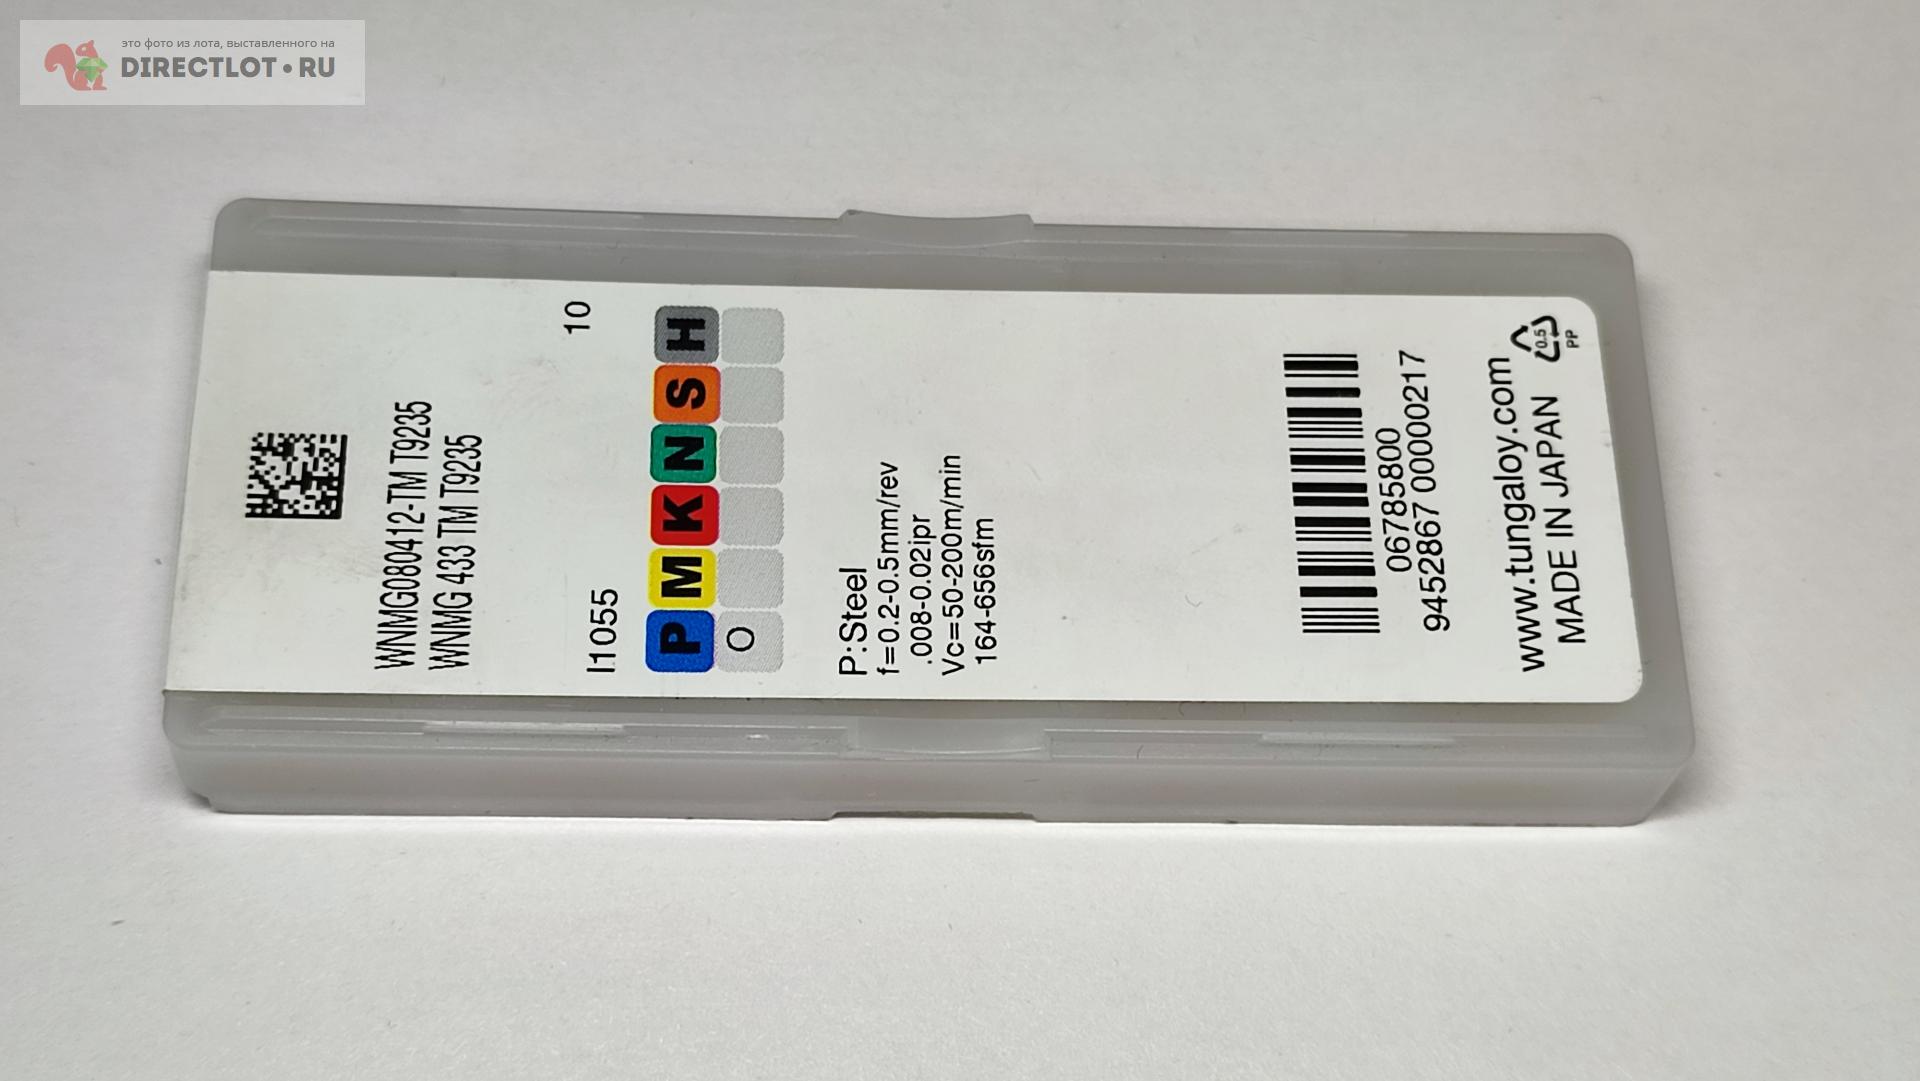 это фото из лота, выставленного на
DIRECTLOT•RU
WNMG080412-TM T9235
WNMG 433 TM T9235
I1055 10
P M K N S H
O
P:Steel
f=0.2-0.5mm/rev
.008-0.02ipr
Vc=50-200m/min
164-656sfm
06785800
9452867 00000217
www.tungaloy.com
MADE IN JAPAN
0.5
PP